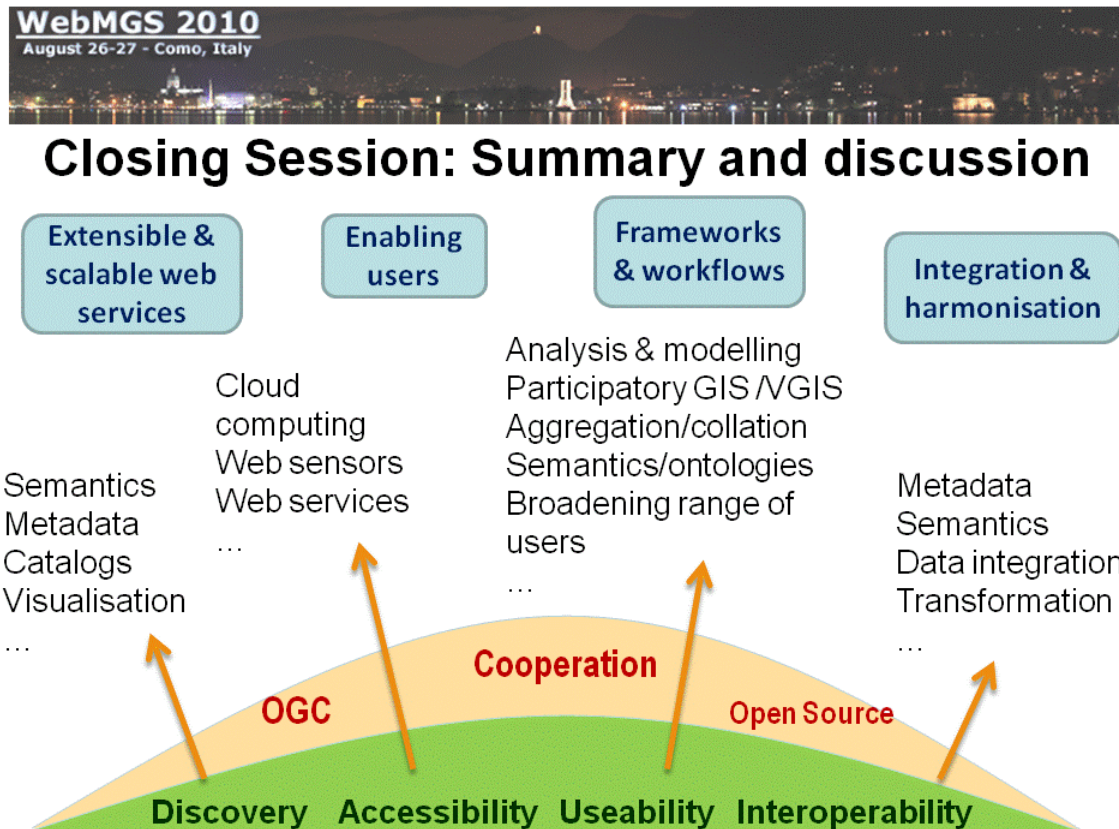 WebMGS 2010
August 26-27 - Como, Italy
Closing Session: Summary and discussion
Extensible &
scalable web
services
Enabling
users
Frameworks
& workflows
Integration &
harmonisation
Semantics
Metadata
Catalogs
Visualisation
…
Cloud
computing
Web sensors
Web services
…
Analysis & modelling
Participatory GIS /VGIS
Aggregation/collation
Semantics/ontologies
Broadening range of
users
…
Metadata
Semantics
Data integration
Transformation
…
OGC
Cooperation
Open Source
Discovery Accessibility Useability Interoperability